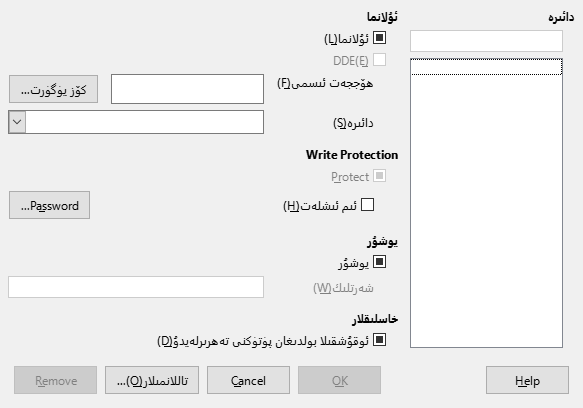 دائىرە
ئۇلانما
ئۇلانما(L)
DDE(E)
ھۆججەت ئىسمى(F)
كۆز يۈگۈرت...
دائىرە(S)
Write Protection
Protect
ئىم ئىشلەت(H)
Password...
يوشۇر
يوشۇر
شەرتلىك(W)
خاسلىقلار
ئوقۇشقىلا بولدىغان پۈتۈكنى تەھرىرلەيدۇ(D)
Remove
تاللانمىلار(O)...
Cancel
OK
Help